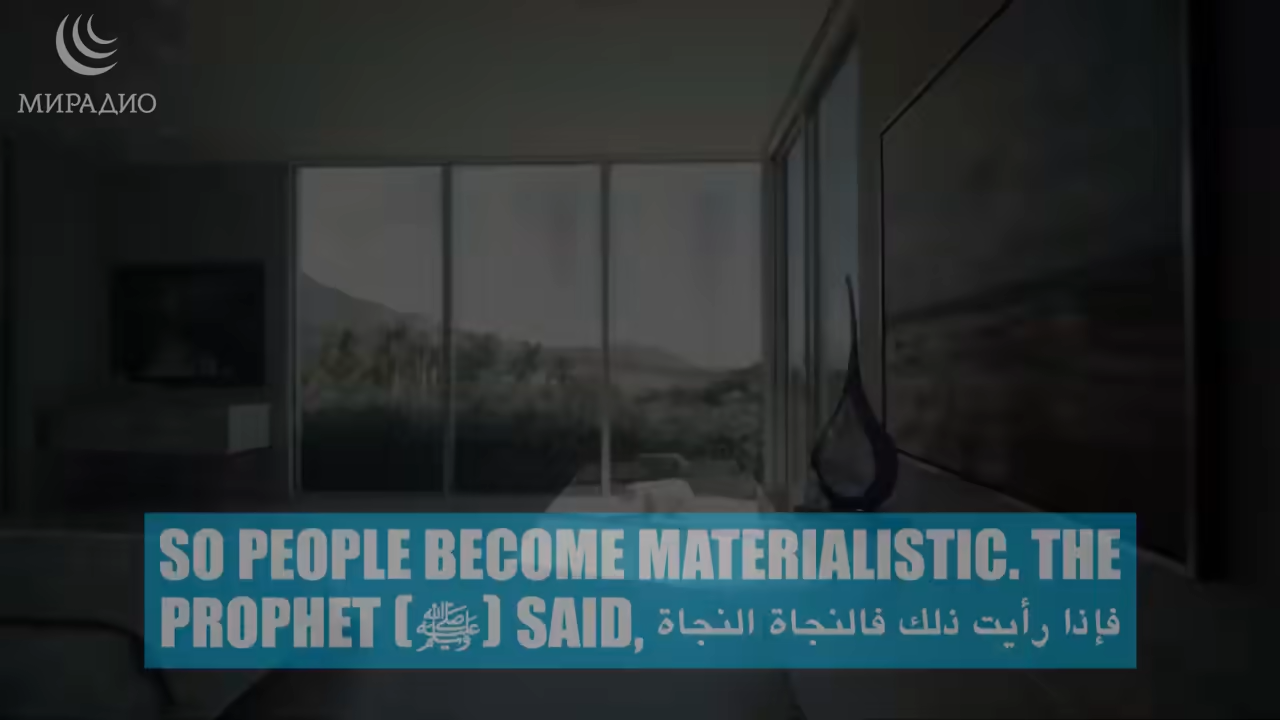 МИРАДИО
SO PEOPLE BECOME MATERIALISTIC. THE
PROPHET (ﷺ) SAID, فإذا رأيت ذلك فالنجاة النجاة